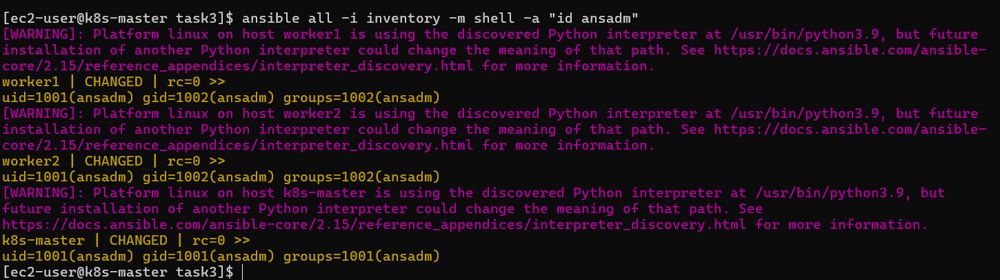 [ec2-user@k8s-master task3]$ ansible all -i inventory -m shell -a "id ansadm"
[WARNING]: Platform linux on host worker1 is using the discovered Python interpreter at /usr/bin/python3.9, but future
installation of another Python interpreter could change the meaning of that path. See https://docs.ansible.com/ansible-
core/2.15/reference_appendices/interpreter_discovery.html for more information.
worker1 | CHANGED | rc=0 >>
uid=1001(ansadm) gid=1002(ansadm) groups=1002(ansadm)
[WARNING]: Platform linux on host worker2 is using the discovered Python interpreter at /usr/bin/python3.9, but future
installation of another Python interpreter could change the meaning of that path. See https://docs.ansible.com/ansible-
core/2.15/reference_appendices/interpreter_discovery.html for more information.
worker2 | CHANGED | rc=0 >>
uid=1001(ansadm) gid=1002(ansadm) groups=1002(ansadm)
[WARNING]: Platform linux on host k8s-master is using the discovered Python interpreter at /usr/bin/python3.9, but
future installation of another Python interpreter could change the meaning of that path. See
https://docs.ansible.com/ansible-core/2.15/reference_appendices/interpreter_discovery.html for more information.
k8s-master | CHANGED | rc=0 >>
uid=1001(ansadm) gid=1001(ansadm) groups=1001(ansadm)
[ec2-user@k8s-master task3]$